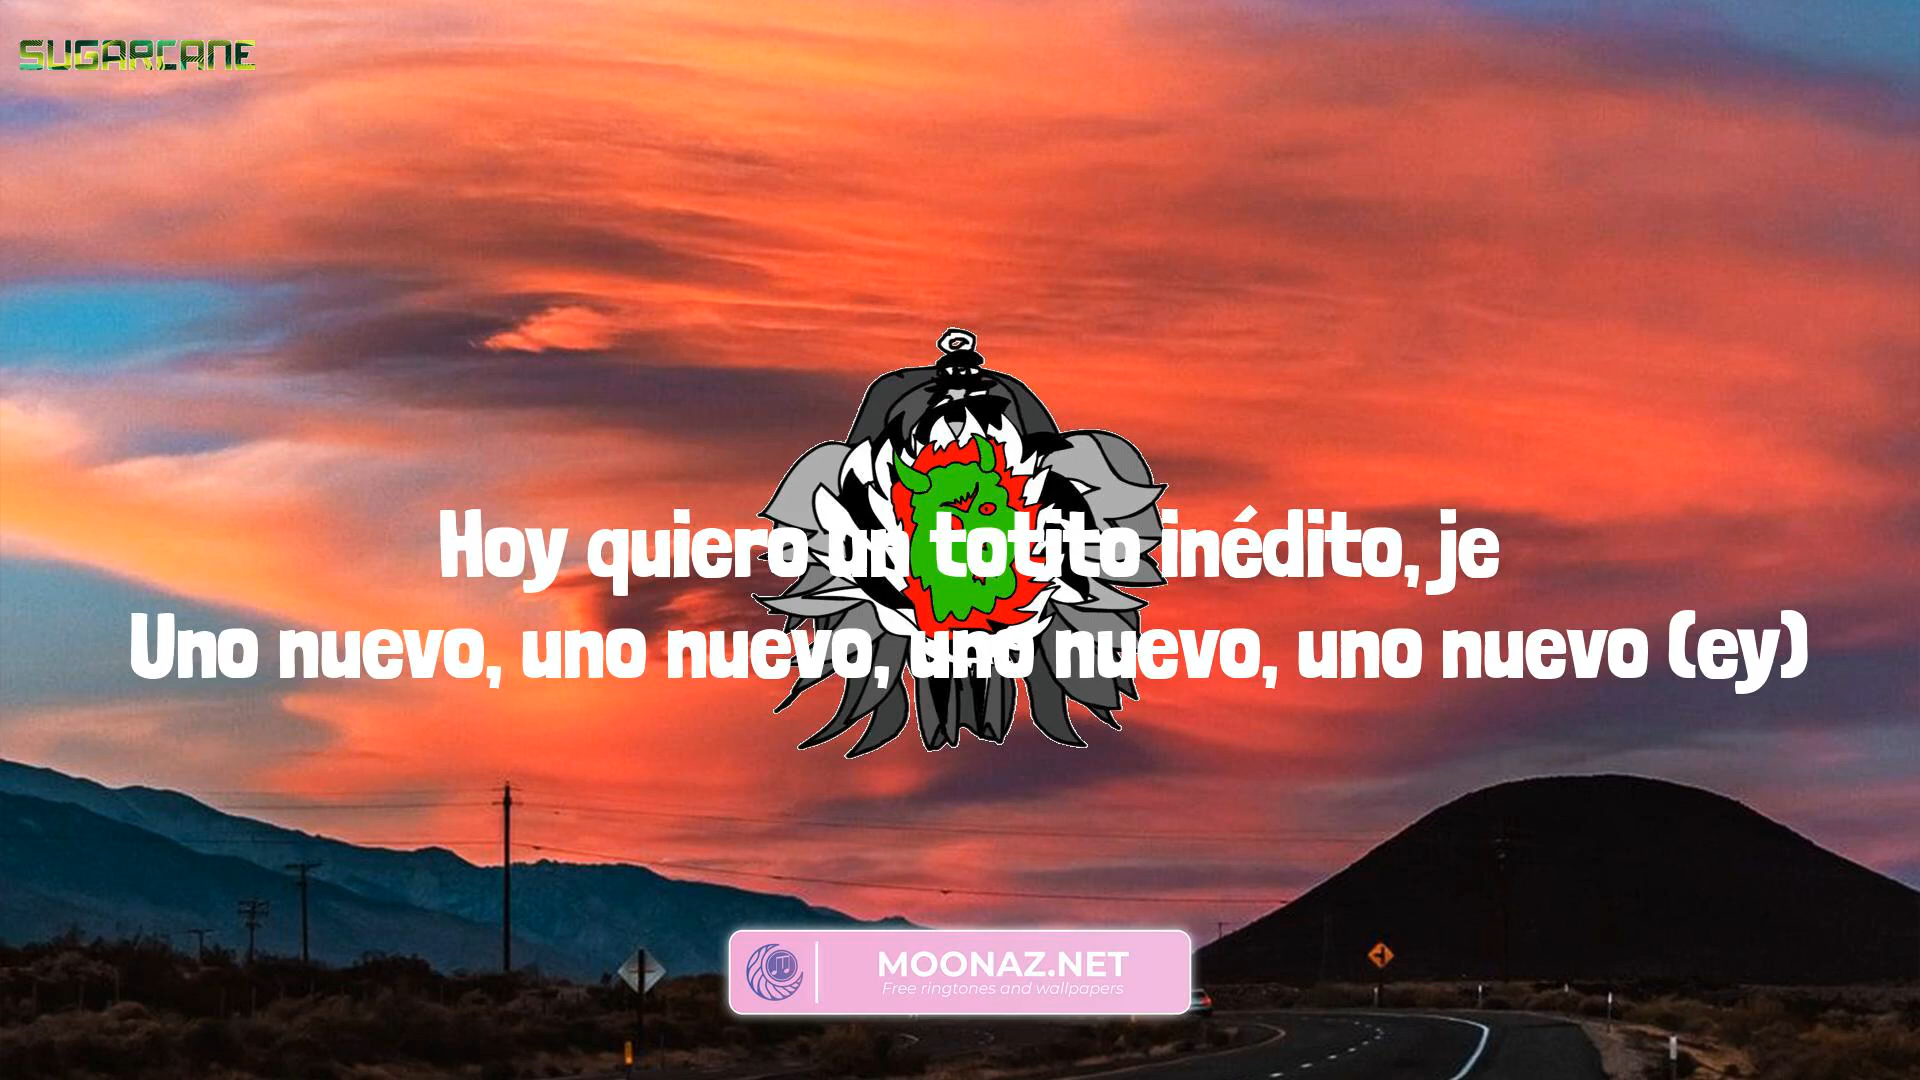 SUGARCANE
Hoy quiero un totito inédito, je
Uno nuevo, uno nuevo, uno nuevo, uno nuevo (ey)
MOONAZ.NET
Free ringtones and wallpapers